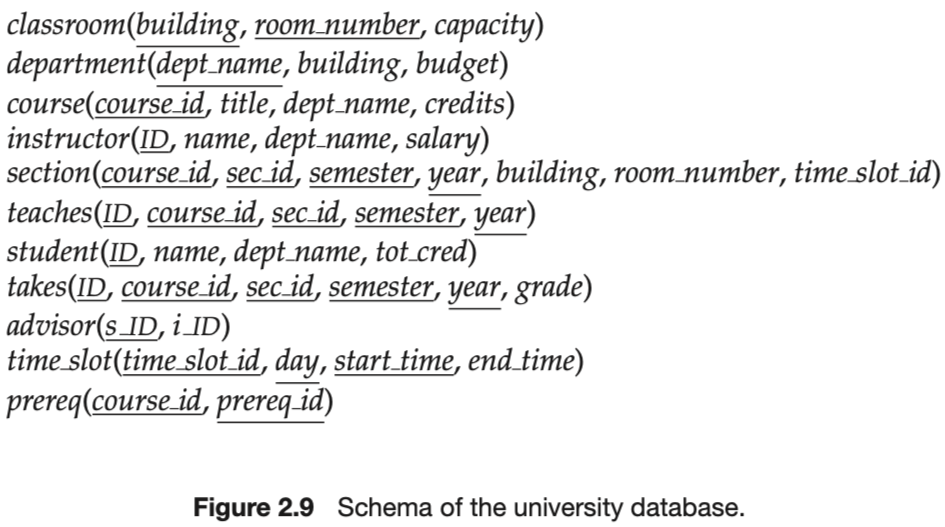 classroom(building, room_number, capacity)
department(dept_name, building, budget)
course(course_id, title, dept_name, credits)
instructor(ID, name, dept_name, salary)
section(course_id, sec_id, semester, year, building, room_number, time_slot_id)
teaches(ID, course_id, sec_id, semester, year)
student(ID, name, dept_name, tot_cred)
takes(ID, course_id, sec_id, semester, year, grade)
advisor(s_ID, i_ID)
time_slot(time_slot_id, day, start_time, end_time)
prereq(course_id, prereq_id)
Figure 2.9 Schema of the university database.